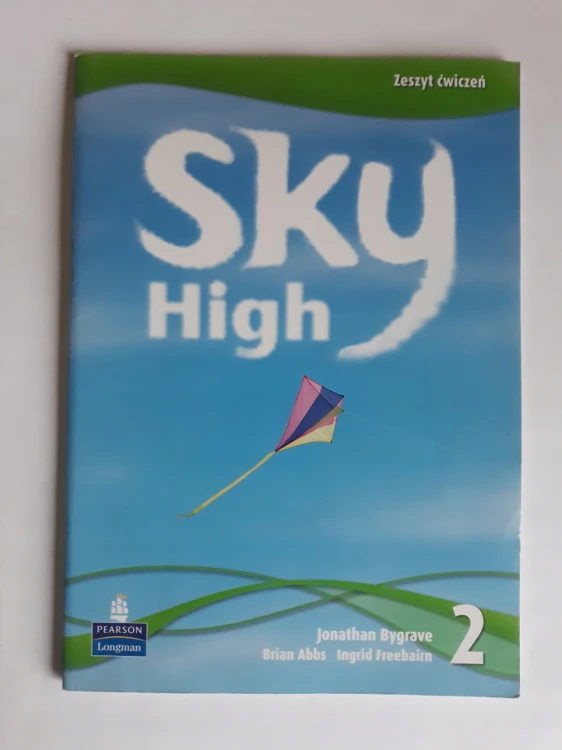 Zeszyt ćwiczeń
Sky
High
Jonathan Bygrave
Brian Abbs Ingrid Freebairn
2
PEARSON
Longman